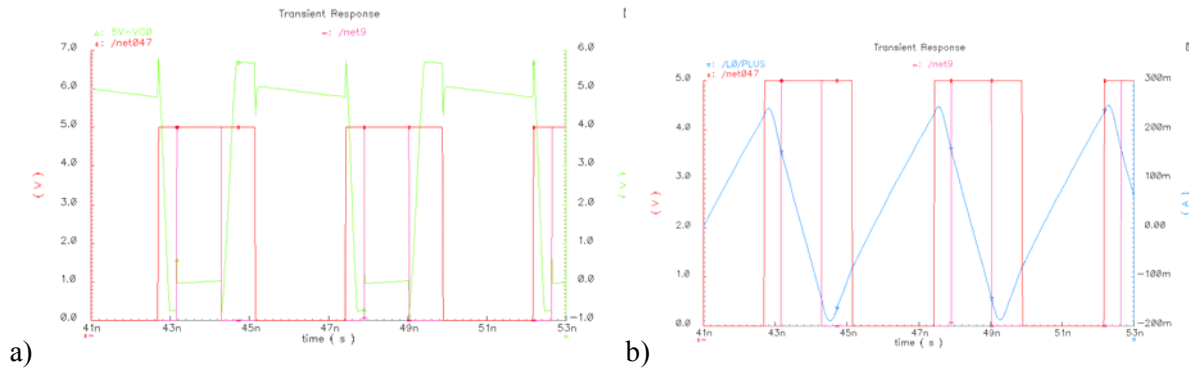 Transient Response
▵: 5V-VC0
▫: /net047
▫: /net9
7.0
6.0
5.0
4.0
3.0
2.0
1.0
0.0
(V)
6.0
5.0
4.0
3.0
2.0
1.0
0.0
-1.0
(V)
41n
43n
45n
47n
49n
51n
53n
time ( s )
a)
Transient Response
▿: /L0/PLUS
▫: /net047
▫: /net9
5.0
4.0
3.0
2.0
1.0
0.0
(V)
300m
200m
100m
0.00
-100m
-200m
(A)
41n
43n
45n
47n
49n
51n
53n
time ( s )
b)